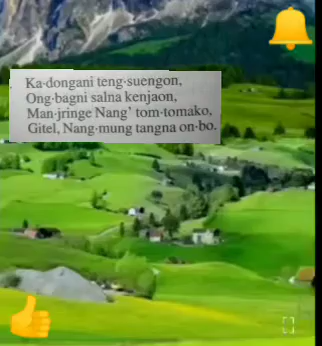 Ka·dongani teng·suengon,
Ong·bagni salna kenjaon,
Man·jringe Nang' tom·tomako,
Gitel, Nang·mung tangna on·bo.